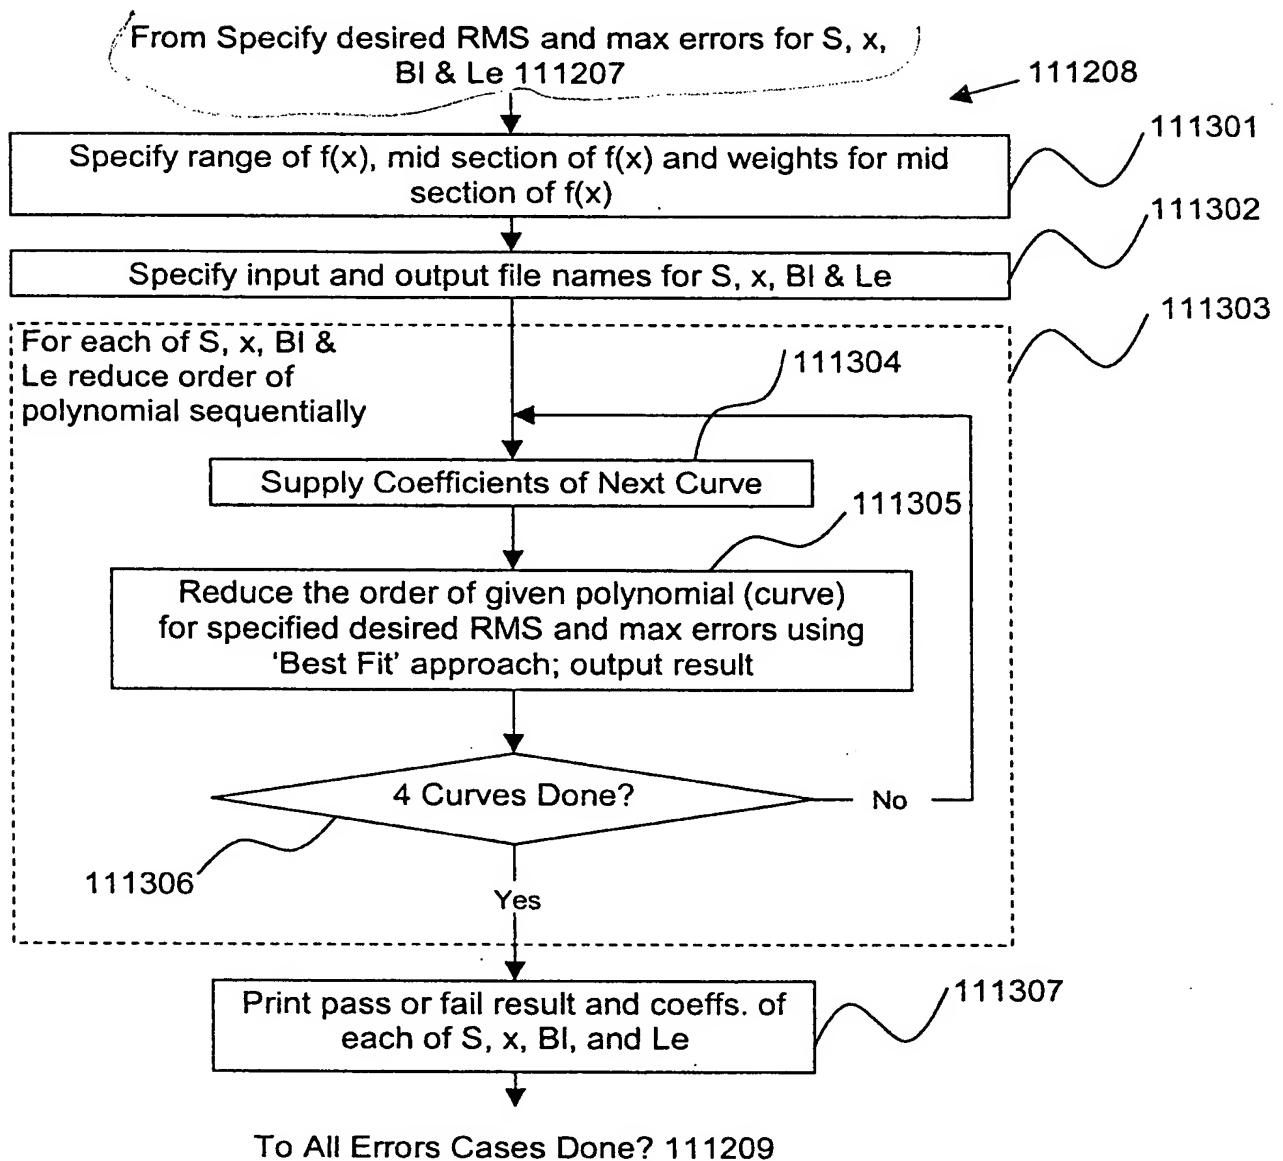 From Specify desired RMS and max errors for S, x,
Bl & Le 111207
111208
111301
Specify range of f(x), mid section of f(x) and weights for mid
section of f(x)
111302
Specify input and output file names for S, x, Bl & Le
111303
For each of S, x, Bl &
Le reduce order of
polynomial sequentially
111304
Supply Coefficients of Next Curve
111305
Reduce the order of given polynomial (curve)
for specified desired RMS and max errors using
‘Best Fit’ approach; output result
4 Curves Done?
No
111306
Yes
111307
Print pass or fail result and coeffs. of
each of S, x, Bl, and Le
To All Errors Cases Done? 111209